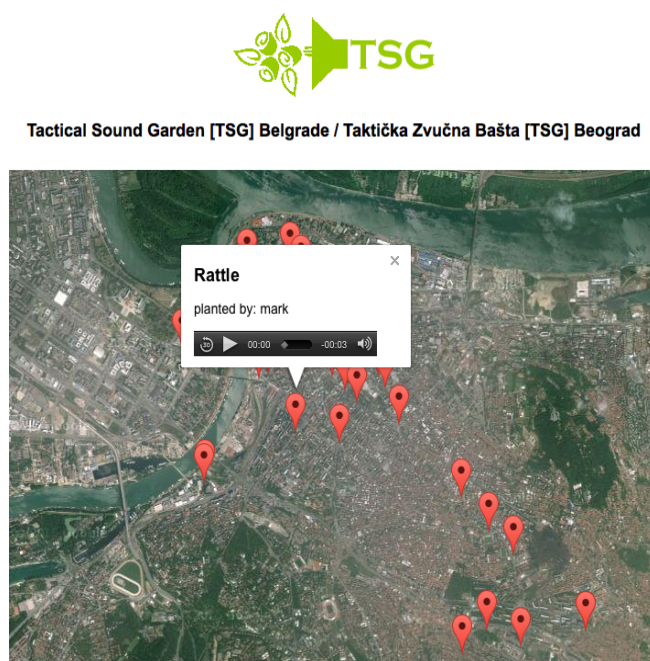 TSG
Tactical Sound Garden [TSG] Belgrade / Taktička Zvučna Bašta [TSG] Beograd
Rattle
planted by: mark
30
00:00
-00:03